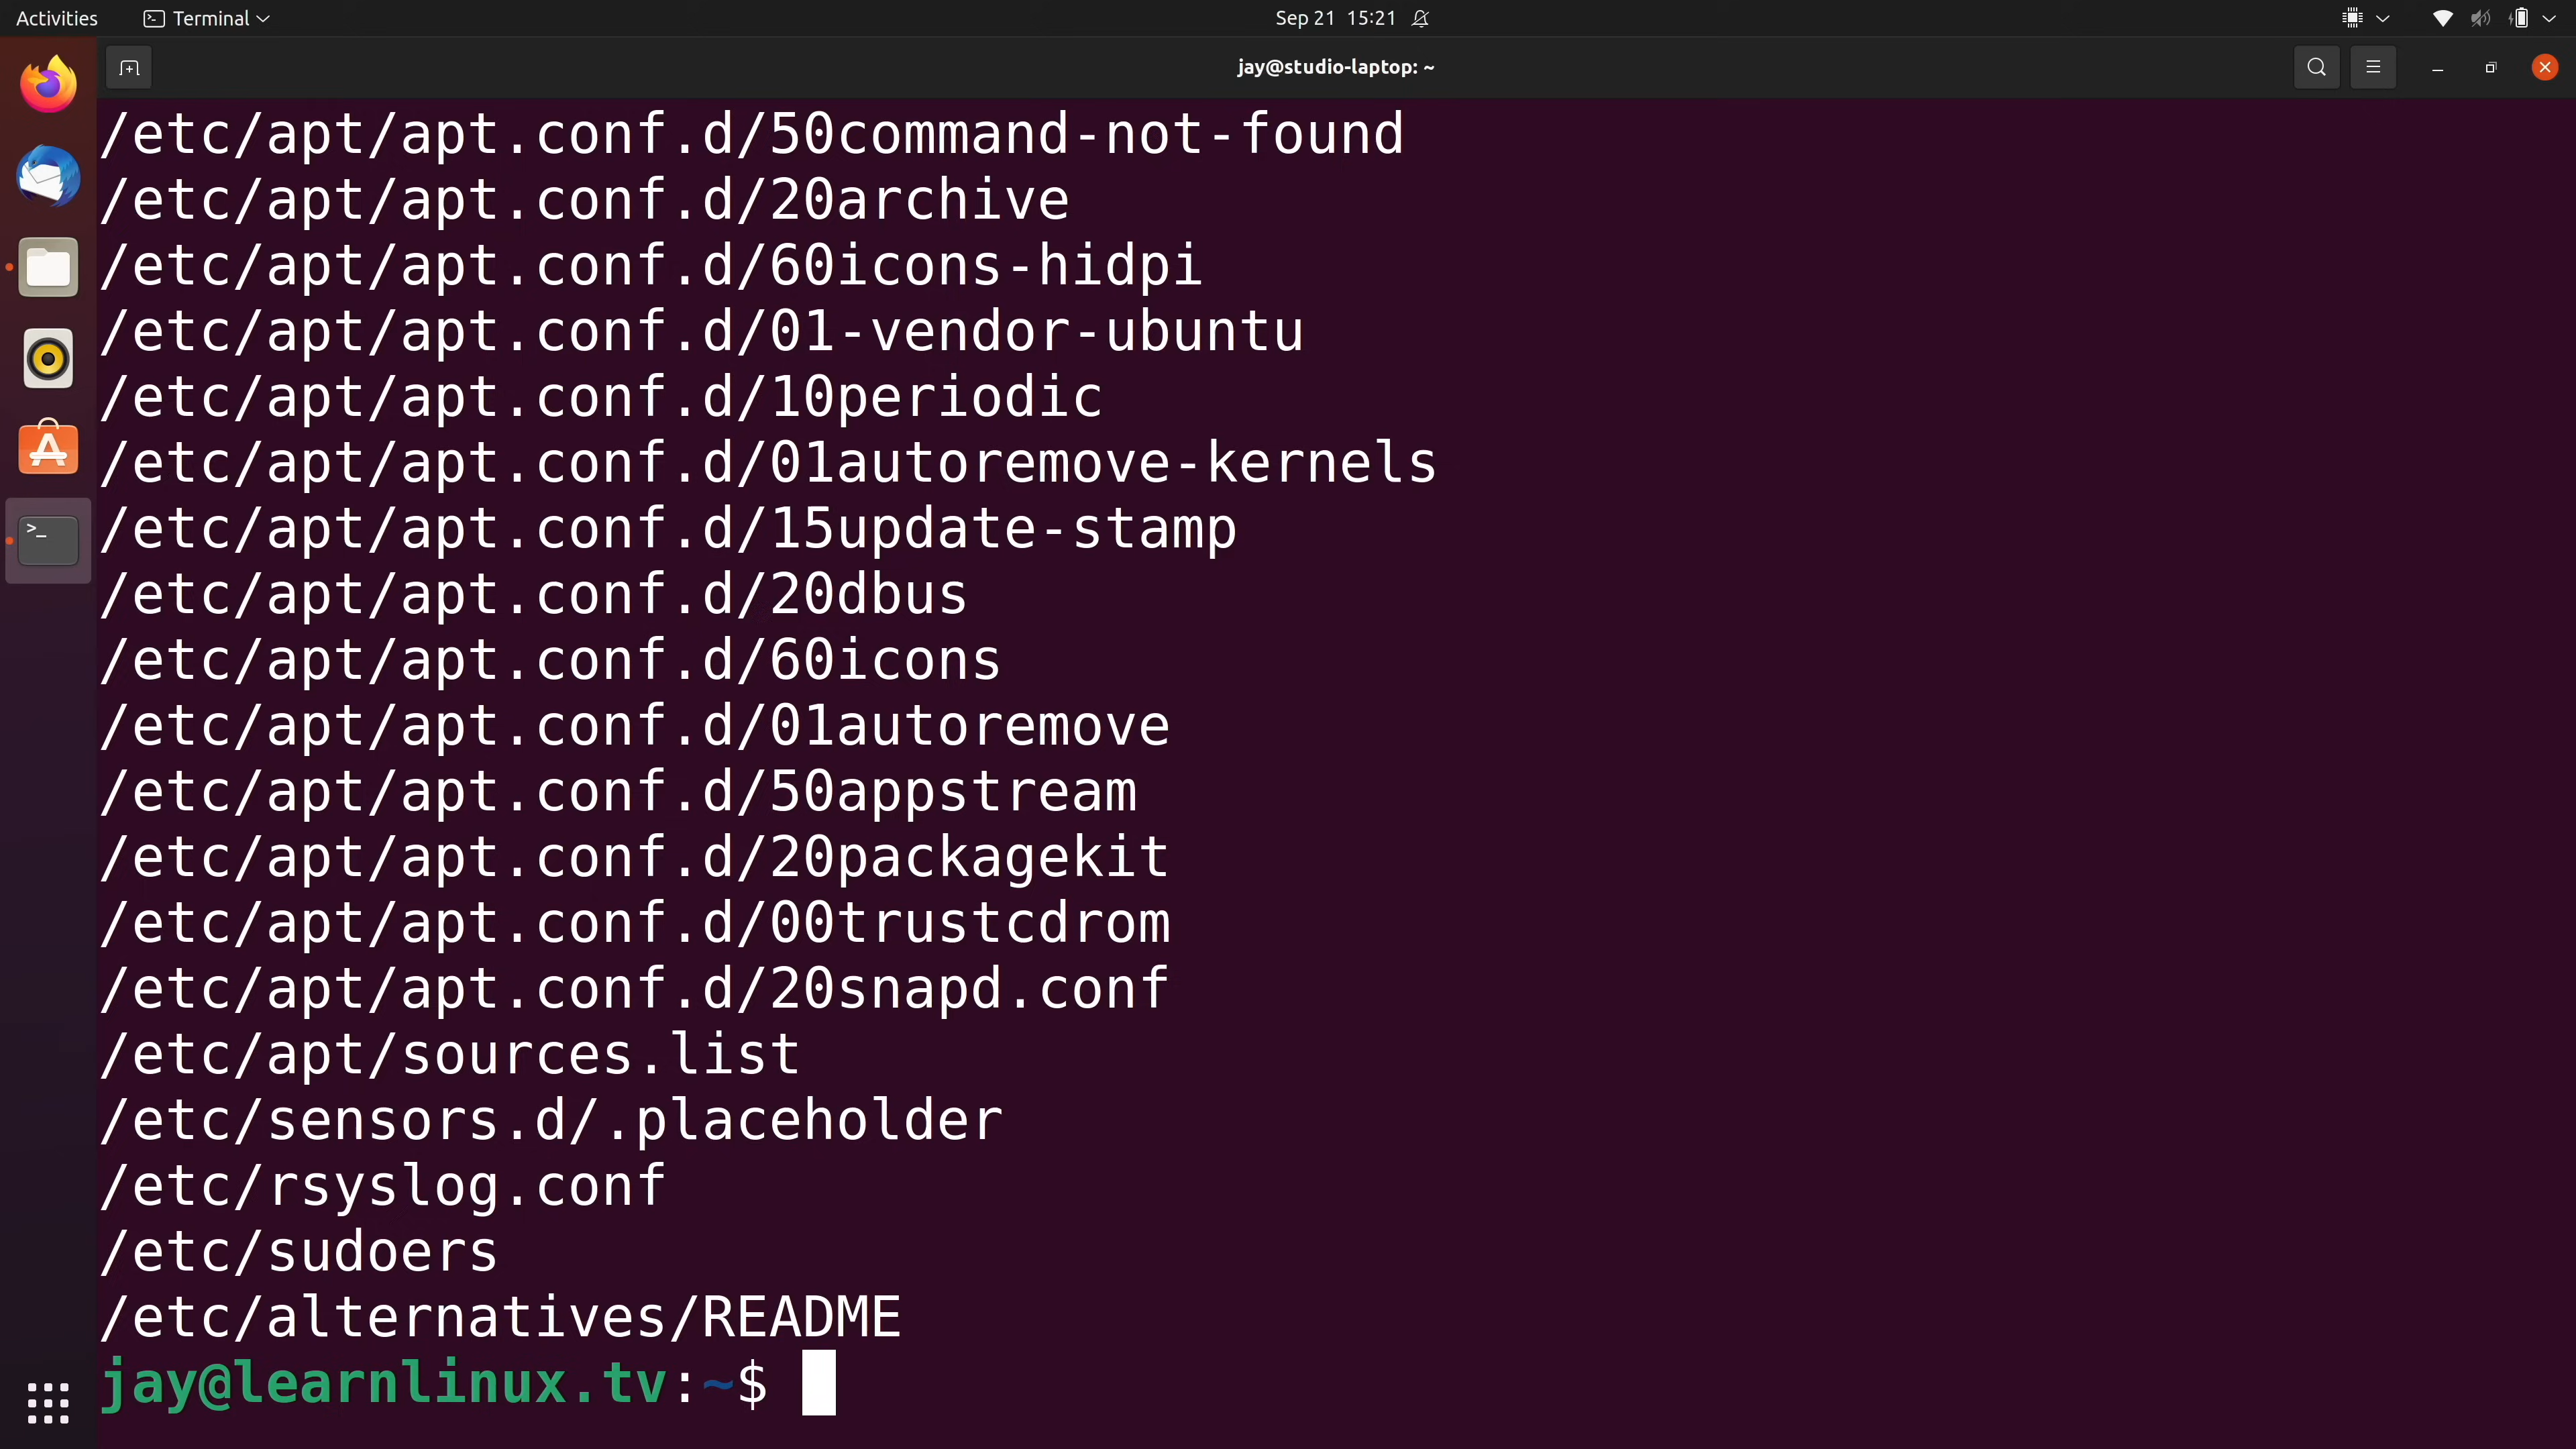 Activities
Terminal
Sep 21 15:21
jay@studio-laptop: ~
/etc/apt/apt.conf.d/50command-not-found
/etc/apt/apt.conf.d/20archive
/etc/apt/apt.conf.d/60icons-hidpi
/etc/apt/apt.conf.d/01-vendor-ubuntu
/etc/apt/apt.conf.d/10periodic
/etc/apt/apt.conf.d/01autoremove-kernels
/etc/apt/apt.conf.d/15update-stamp
/etc/apt/apt.conf.d/20dbus
/etc/apt/apt.conf.d/60icons
/etc/apt/apt.conf.d/01autoremove
/etc/apt/apt.conf.d/50appstream
/etc/apt/apt.conf.d/20packagekit
/etc/apt/apt.conf.d/00trustcdrom
/etc/apt/apt.conf.d/20snapd.conf
/etc/apt/sources.list
/etc/sensors.d/.placeholder
/etc/rsyslog.conf
/etc/sudoers
/etc/alternatives/README
jay@learnlinux.tv:~$